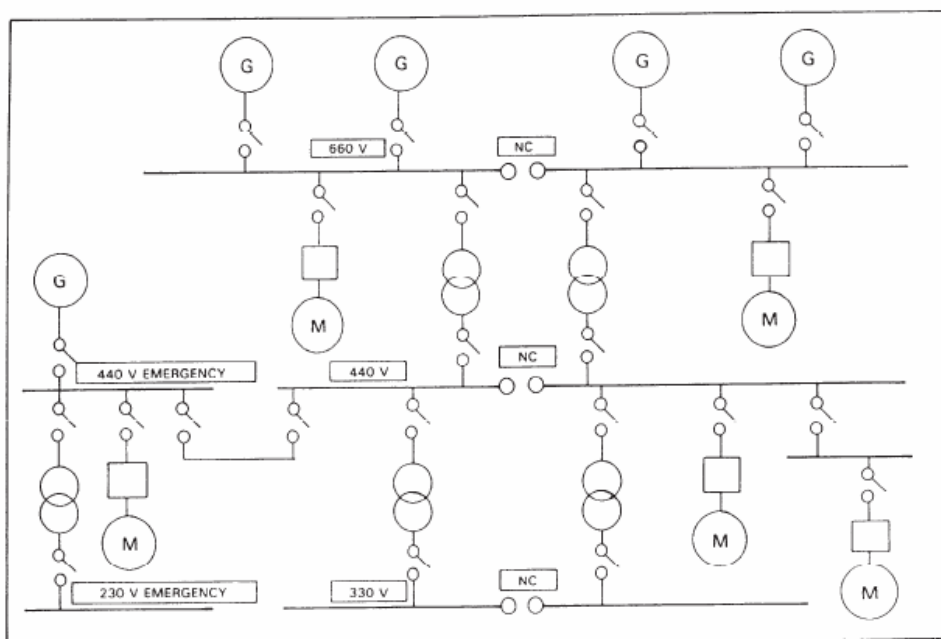 G G G G
660 V NC
G
M M
440 V EMERGENCY 440 V NC
M M
M
230 V EMERGENCY 330 V NC